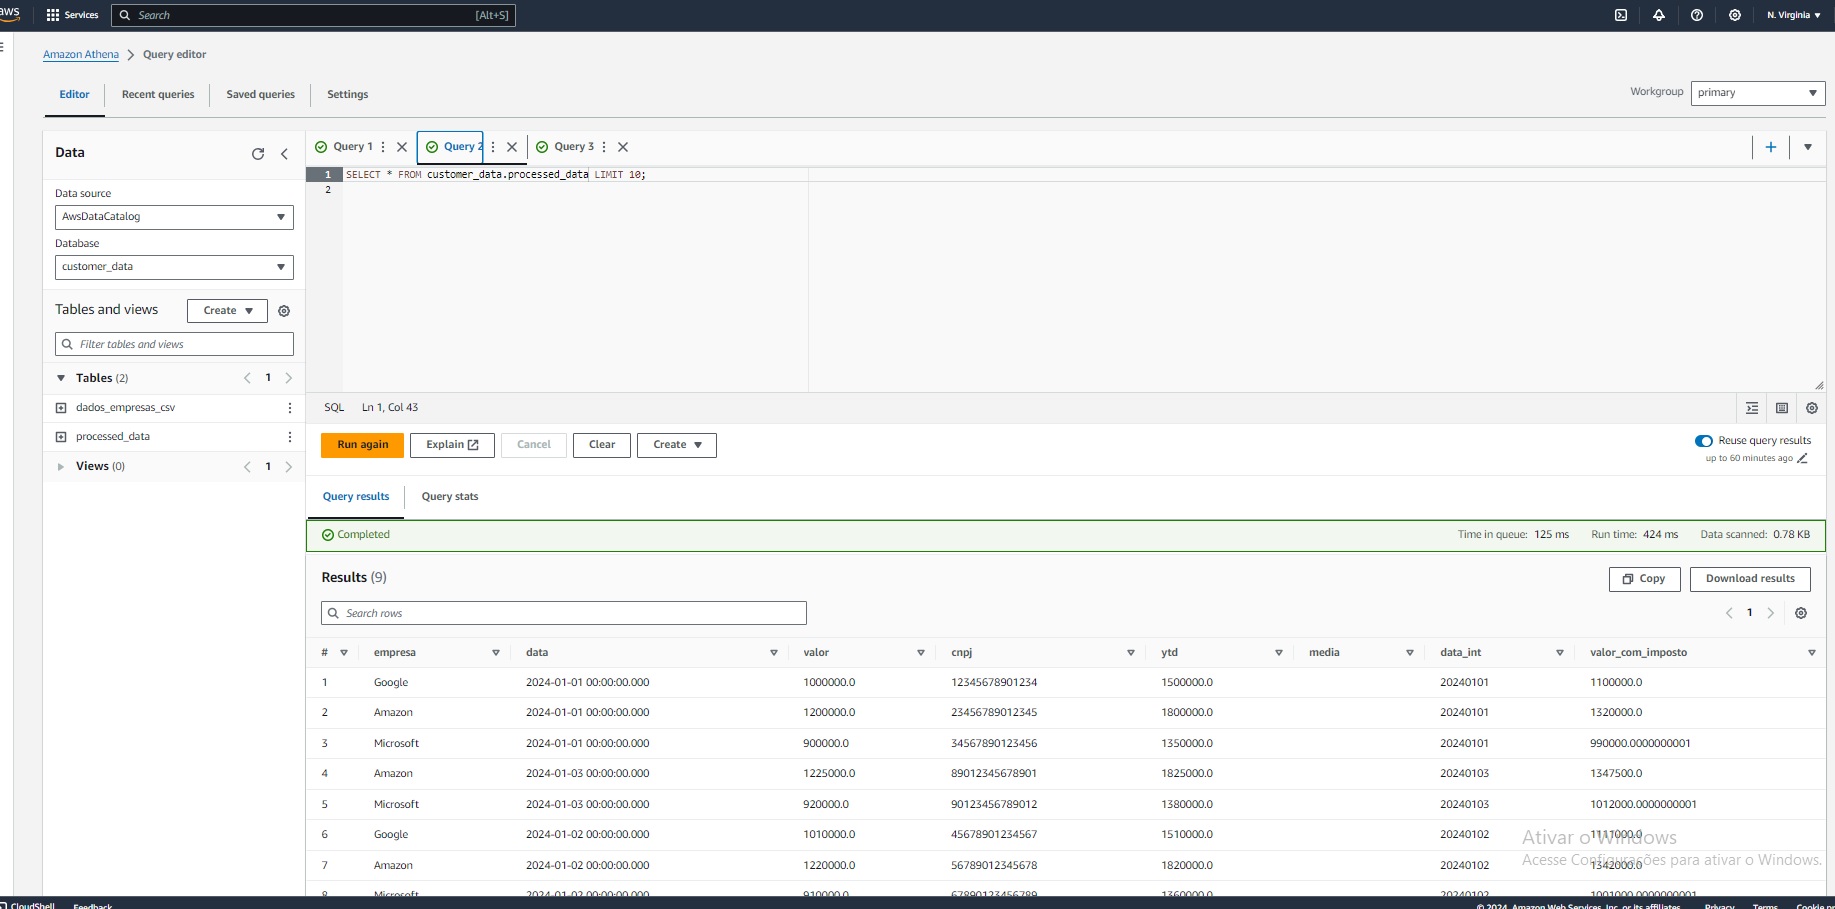 aws Services Search [Alt+S] N. Virginia
Amazon Athena Query editor
Editor Recent queries Saved queries Settings
Workgroup primary
Data
Data source
AwsDataCatalog
Database
customer_data
Tables and views Create
Filter tables and views
Tables (2) 1
dados_empresas_csv
processed_data
Views (0) 1
Query 1 Query 2 Query 3
1 SELECT * FROM customer_data.processed_data LIMIT 10;
2
SQL Ln 1, Col 43
Run again Explain Cancel Clear Create
Reuse query results
up to 60 minutes ago
Query results Query stats
Completed Time in queue: 125 ms Run time: 424 ms Data scanned: 0.78 KB
Results (9) Copy Download results
Search rows 1
# empresa data valor cnpj ytd media data_int valor_com_imposto
1 Google 2024-01-01 00:00:00.000 1000000.0 12345678901234 1500000.0 20240101 1100000.0
2 Amazon 2024-01-01 00:00:00.000 1200000.0 23456789012345 1800000.0 20240101 1320000.0
3 Microsoft 2024-01-01 00:00:00.000 900000.0 34567890123456 1350000.0 20240101 990000.0000000001
4 Amazon 2024-01-03 00:00:00.000 1225000.0 89012345678901 1825000.0 20240103 1347500.0
5 Microsoft 2024-01-03 00:00:00.000 920000.0 90123456789012 1380000.0 20240103 1012000.0000000001
6 Google 2024-01-02 00:00:00.000 1010000.0 45678901234567 1510000.0 20240102 1111000.0
7 Amazon 2024-01-02 00:00:00.000 1220000.0 56789012345678 1820000.0 20240102 1342000.0
8 Microsoft 2024-01-02 00:00:00.000 910000.0 67890123456789 1360000.0 20240102 1001000.0000000001
Ativar o Windows
Acesse Configurações para ativar o Windows.
CloudShell Feedback © 2024, Amazon Web Services, Inc. or its affiliates. Privacy Terms Cookie